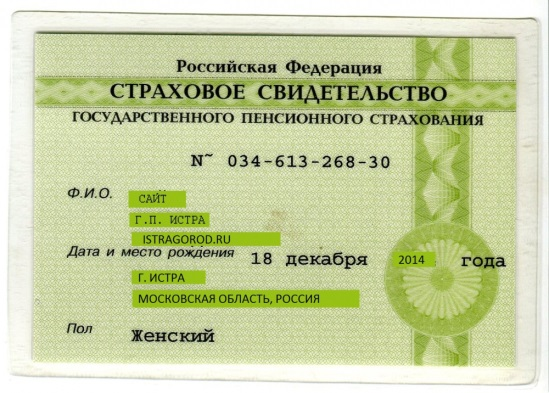 Российская Федерация
СТРАХОВОЕ СВИДЕТЕЛЬСТВО
ГОСУДАРСТВЕННОГО ПЕНСИОННОГО СТРАХОВАНИЯ
N~ 034-613-268-30
Ф.И.О. САЙТ
Г.П. ИСТРА
ISTRAGOROD.RU
Дата и место рождения 18 декабря 2014 года
Г. ИСТРА
МОСКОВСКАЯ ОБЛАСТЬ, РОССИЯ
Пол Женский